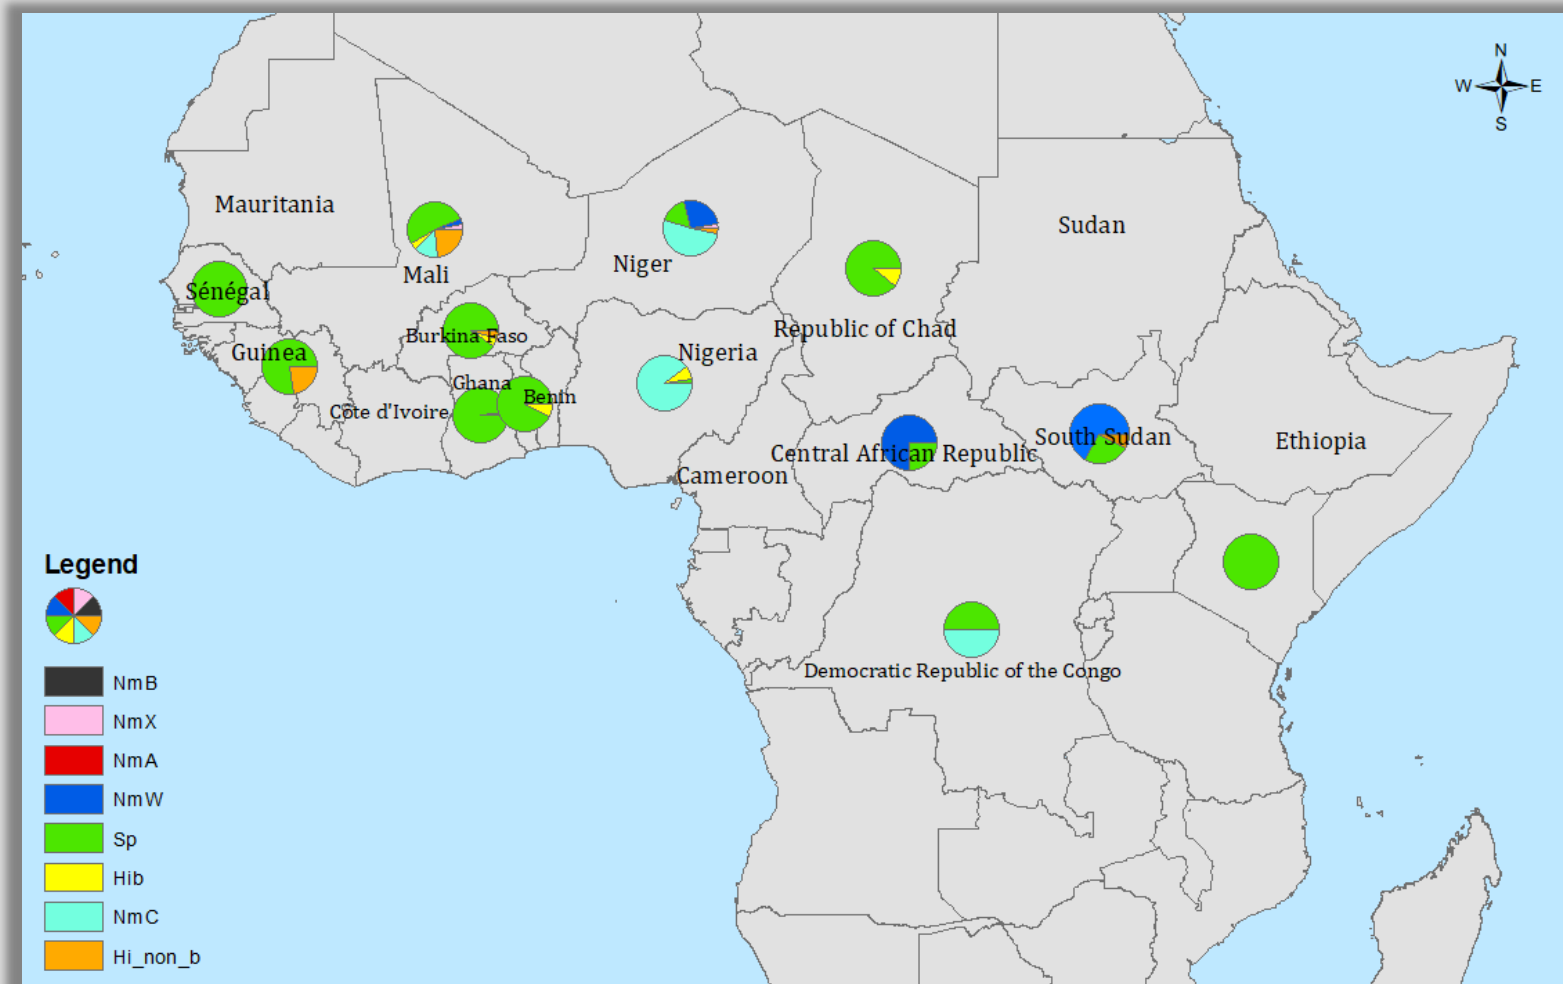 N
W E
S
Mauritania
Sudan
Mali
Niger
Sénégal
Republic of Chad
Burkina Faso
Guinea
Nigeria
Ghana
Benin
Côte d'Ivoire
South Sudan
Ethiopia
Central African Republic
Cameroon
Democratic Republic of the Congo
Legend
NmB
NmX
NmA
NmW
Sp
Hib
NmC
Hi_non_b